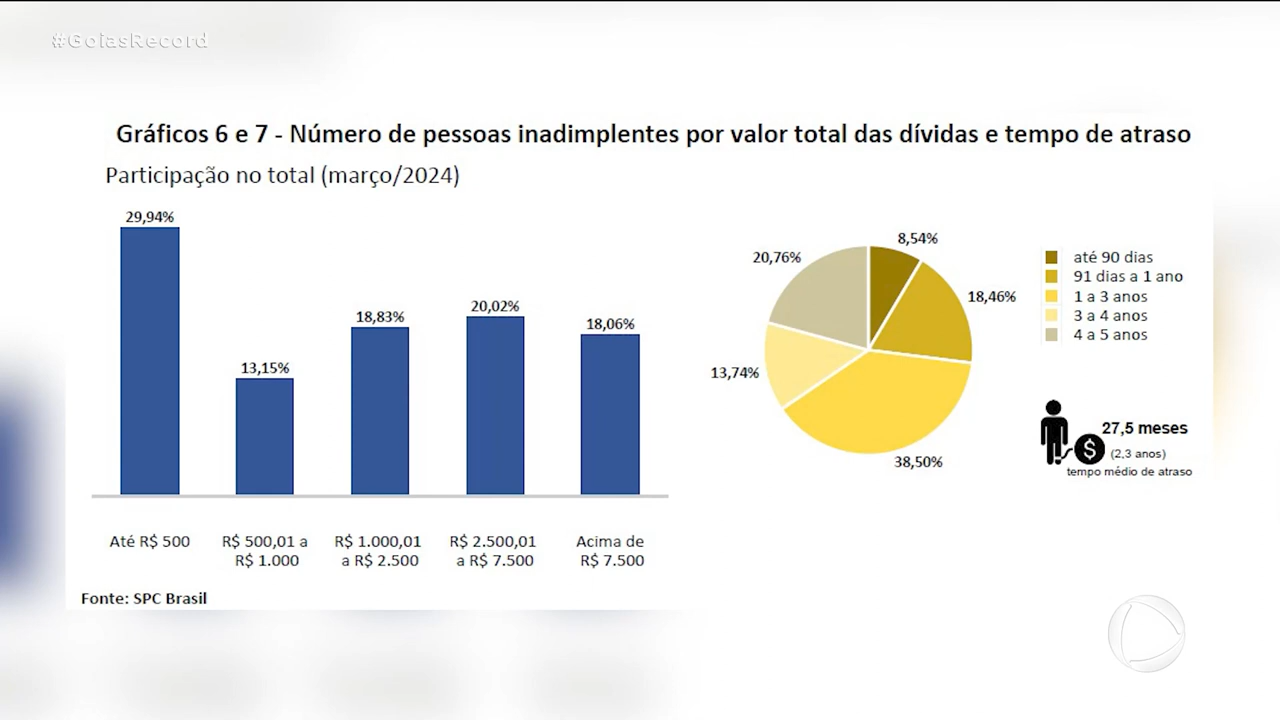 #GoiasRecord
Gráficos 6 e 7 - Número de pessoas inadimplentes por valor total das dívidas e tempo de atraso
Participação no total (março/2024)
29,94%
13,15%
18,83%
20,02%
18,06%
Até R$ 500
R$ 500,01 a
R$ 1.000
R$ 1.000,01
a R$ 2.500
R$ 2.500,01
a R$ 7.500
Acima de
R$ 7.500
Fonte: SPC Brasil
8,54%
18,46%
38,50%
13,74%
20,76%
até 90 dias
91 dias a 1 ano
1 a 3 anos
3 a 4 anos
4 a 5 anos
$
27,5 meses
(2,3 anos)
tempo médio de atraso